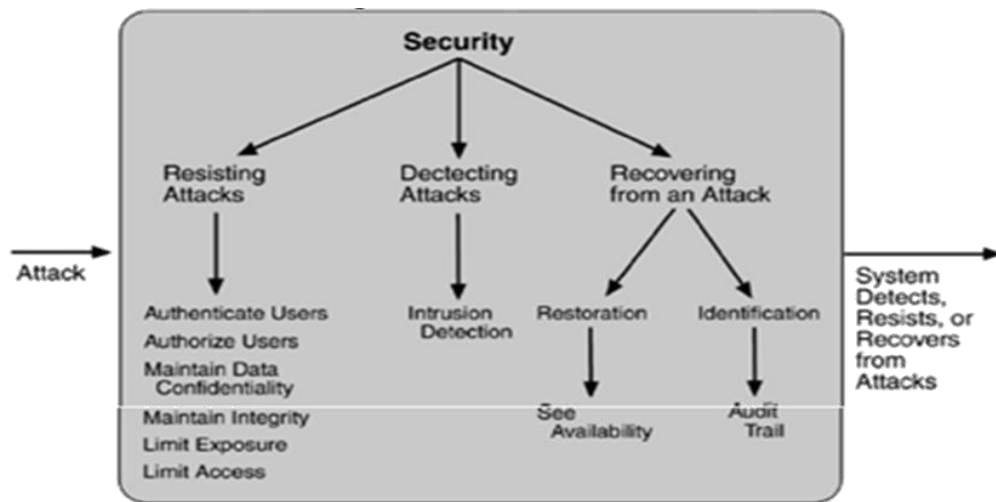 Security
Resisting
Attacks
Dectecting
Attacks
Recovering
from an Attack
Attack
Authenticate Users
Authorize Users
Maintain Data
Confidentiality
Maintain Integrity
Limit Exposure
Limit Access
Intrusion
Detection
Restoration
See
Availability
Identification
Audit
Trail
System
Detects,
Resists, or
Recovers
from
Attacks